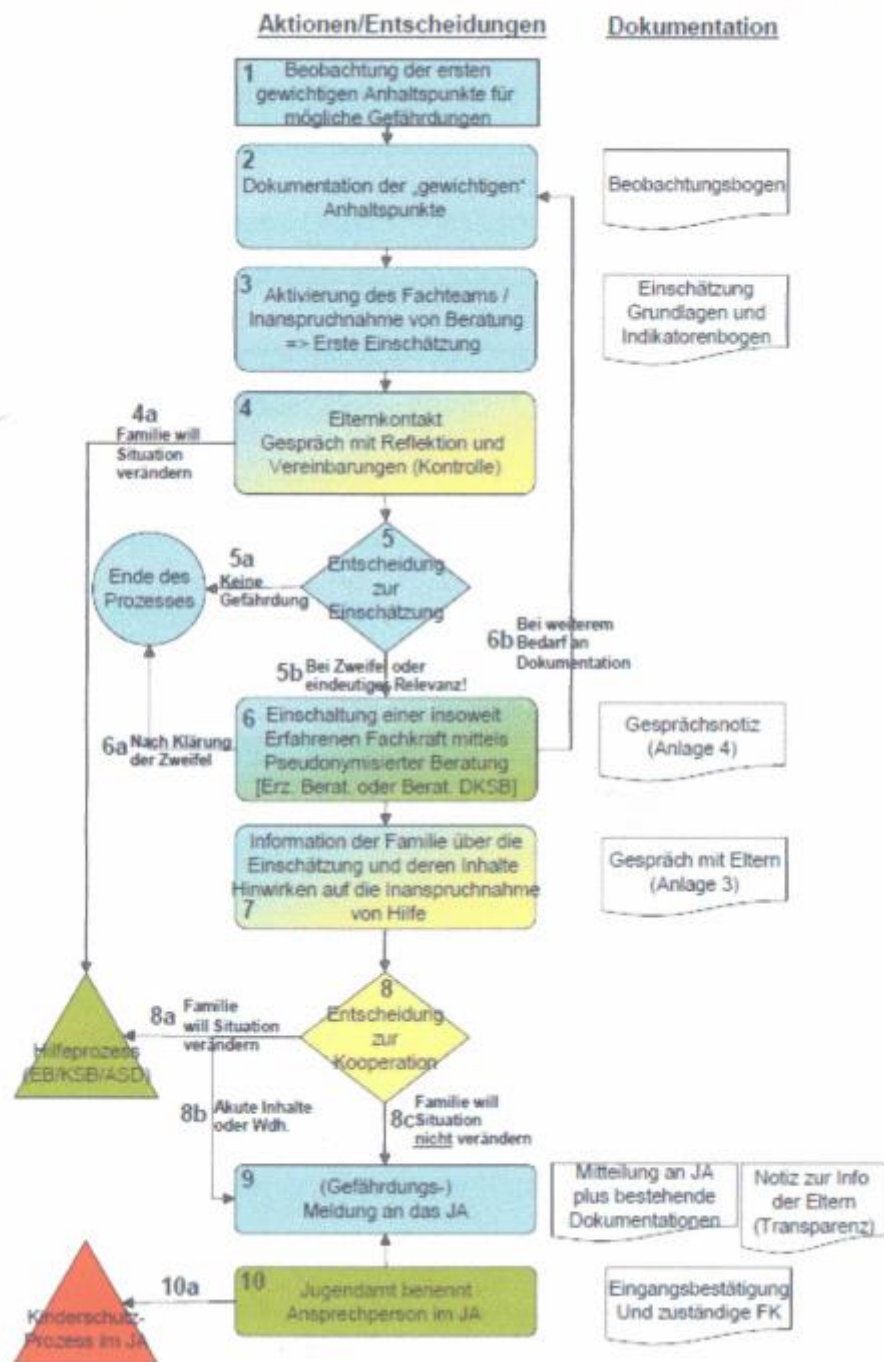 Aktionen/Entscheidungen
Dokumentation
1 Beobachtung der ersten
gewichtigen Anhaltspunkte für
mögliche Gefährdungen
2
Dokumentation der „gewichtigen“
Anhaltspunkte
Beobachtungsbogen
3
Aktivierung des Fachteams /
Inanspruchnahme von Beratung
=> Erste Einschätzung
Einschätzung
Grundlagen und
Indikatorenbogen
4a
Familie will
Situation
verändern
4
Elternkontakt
Gespräch mit Reflektion und
Vereinbarungen (Kontrolle)
5
Entscheidung
zur
Einschätzung
5a
Keine
Gefährdung
Ende des
Prozesses
5b Bei Zweifel oder
eindeutiger Relevanz!
6b Bei weiterem
Bedarf an
Dokumentation
6a Nach Klärung
der Zweifel
6 Einschaltung einer insoweit
Erfahrenen Fachkraft mittels
Pseudonymisierter Beratung
[Erz. Berat. oder Berat. DKSB]
Gesprächsnotiz
(Anlage 4)
Information der Familie über die
Einschätzung und deren Inhalte
Hinwirken auf die Inanspruchnahme
7 von Hilfe
Gespräch mit Eltern
(Anlage 3)
8
Entscheidung
zur
Kooperation
8a Familie
will Situation
verändern
Hilfeprozess
(EB/KSB/ASD)
8b Akute Inhalte
oder Wdh.
8c Familie will
Situation
nicht verändern
9
(Gefährdungs-)
Meldung an das JA
Mitteilung an JA
plus bestehende
Dokumentationen
Notiz zur Info
der Eltern
(Transparenz)
10
Jugendamt benennt
Ansprechperson im JA
10a
Kinderschutz-
Prozess im JA
Eingangsbestätigung
Und zuständige FK